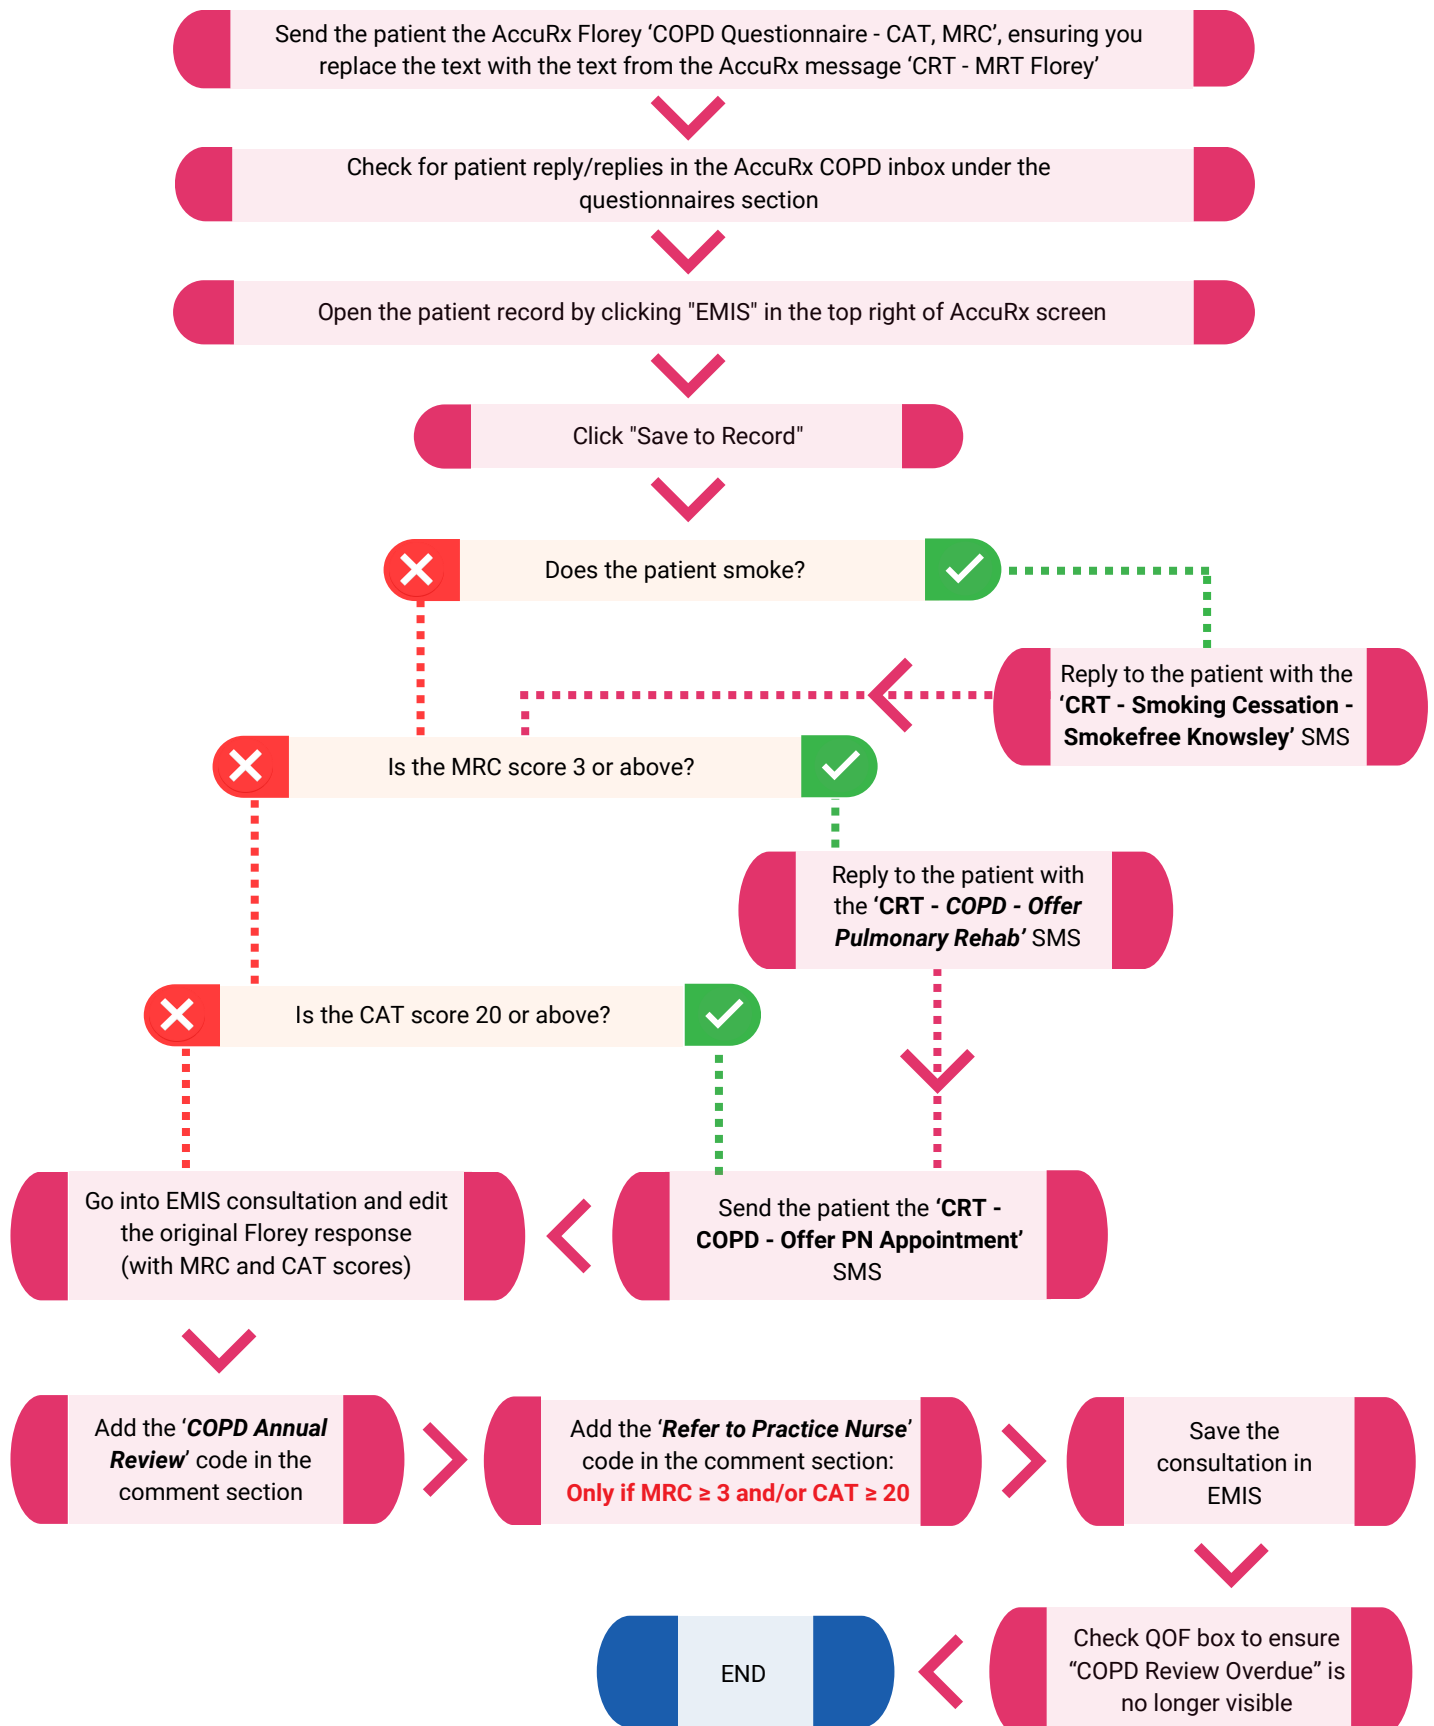 Send the patient the AccuRx Florey ‘COPD Questionnaire - CAT, MRC’, ensuring you
replace the text with the text from the AccuRx message ‘CRT - MRT Florey’
Check for patient reply/replies in the AccuRx COPD inbox under the
questionnaires section
Open the patient record by clicking "EMIS" in the top right of AccuRx screen
Click "Save to Record"
Does the patient smoke?
Reply to the patient with the
‘CRT - Smoking Cessation -
Smokefree Knowsley’ SMS
Is the MRC score 3 or above?
Reply to the patient with
the ‘CRT - COPD - Offer
Pulmonary Rehab’ SMS
Is the CAT score 20 or above?
Send the patient the ‘CRT -
COPD - Offer PN Appointment’
SMS
Go into EMIS consultation and edit
the original Florey response
(with MRC and CAT scores)
Add the ‘COPD Annual
Review’ code in the
comment section
Add the ‘Refer to Practice Nurse’
code in the comment section:
Only if MRC ≥ 3 and/or CAT ≥ 20
Save the
consultation in
EMIS
Check QOF box to ensure
“COPD Review Overdue” is
no longer visible
END